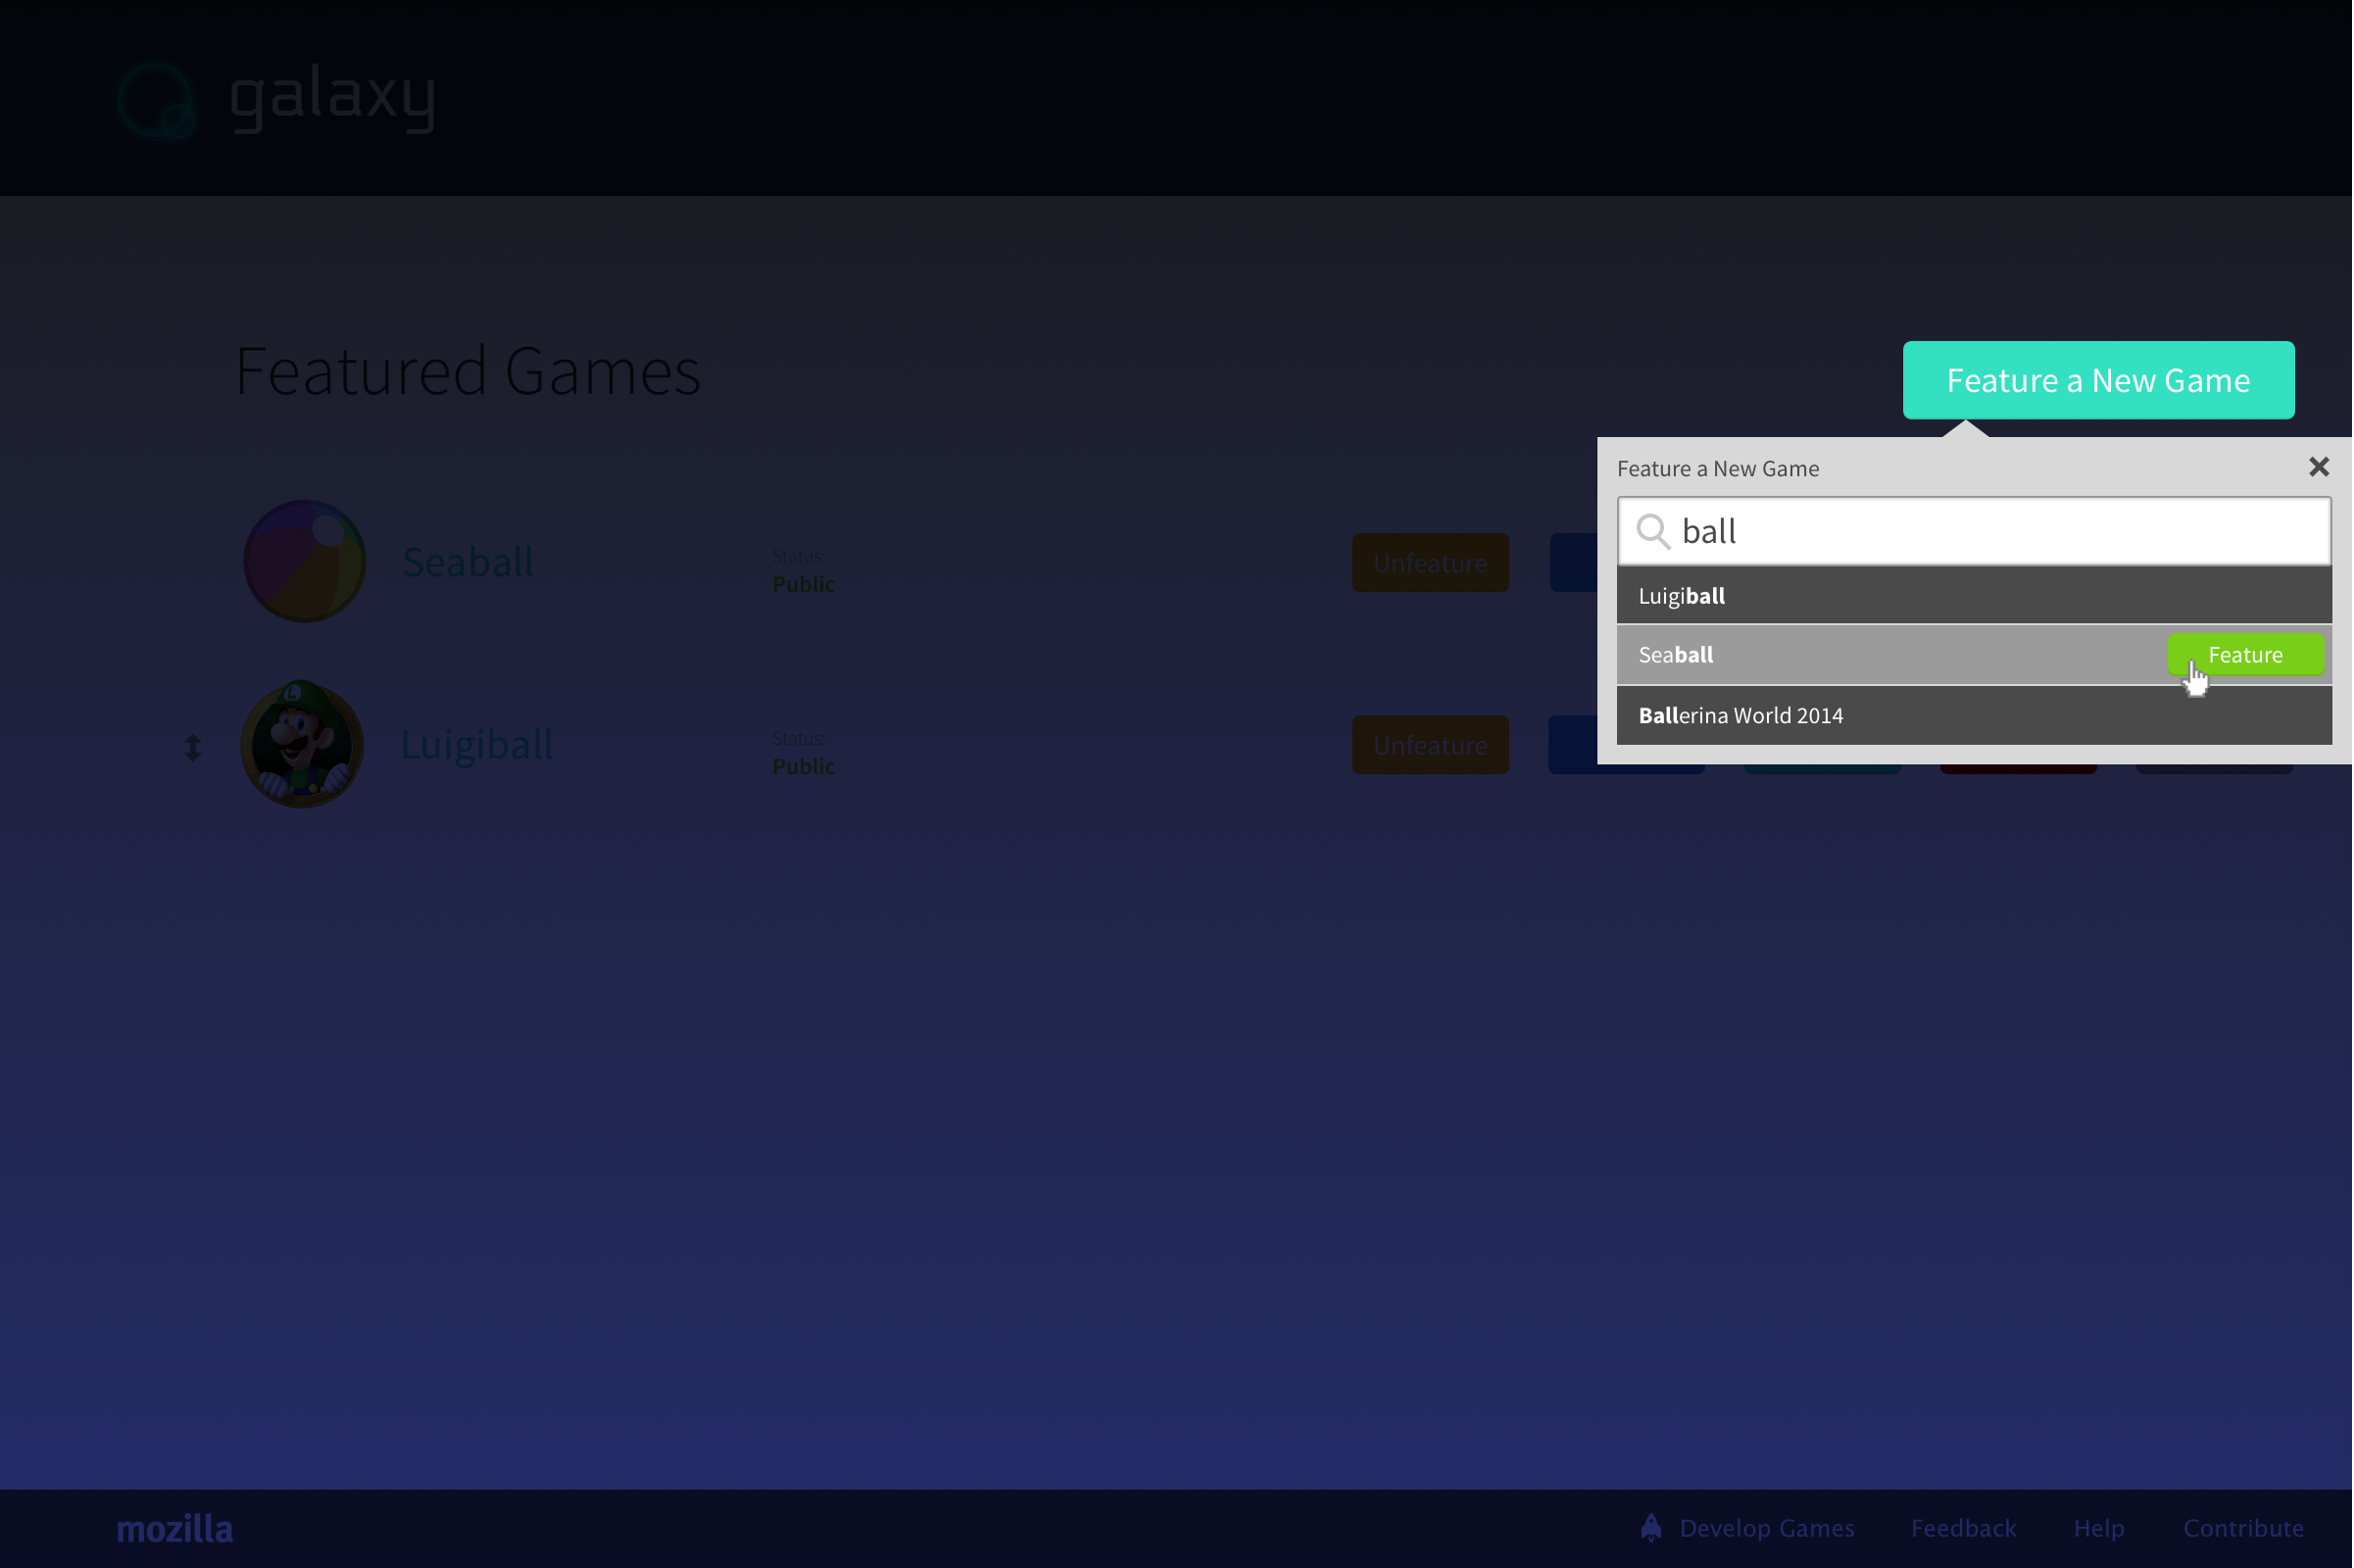 galaxy
Featured Games
Feature a New Game
Feature a New Game
ball
Luigiball
Seaball
Feature
Ballerina World 2014
Seaball
Status:
Public
Unfeature
L
Luigiball
Status:
Public
Unfeature
mozilla
Develop Games
Feedback
Help
Contribute